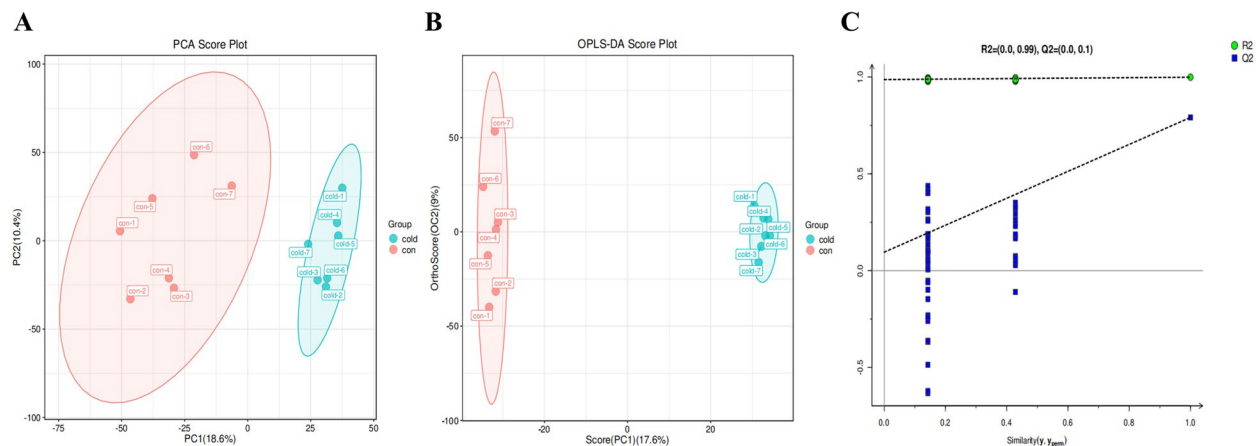 A
PCA Score Plot
100
50
0
-50
-100
PC2(10.4%)
con-6
con-7
con-5
con-1
con-4
con-2
con-3
cold-1
cold-4
cold-5
cold-7
cold-3
cold-6
cold-2
-100
-75
-50
-25
0
25
50
PC1(18.6%)
Group
cold
con
B
OPLS-DA Score Plot
50
0
-50
-100
OrthoScore(OC2)(9%)
con-7
con-6
con-3
con-4
con-5
con-2
con-1
cold-1
cold-4
cold-2
cold-5
cold-3
cold-6
cold-7
-20
0
20
Score(PC1)(17.6%)
Group
cold
con
C
R2=(0.0, 0.99), Q2=(0.0, 0.1)
R2
Q2
1.0
0.5
0.0
-0.5
0.0
0.2
0.4
0.6
0.8
1.0
Similarity(y, yperm)